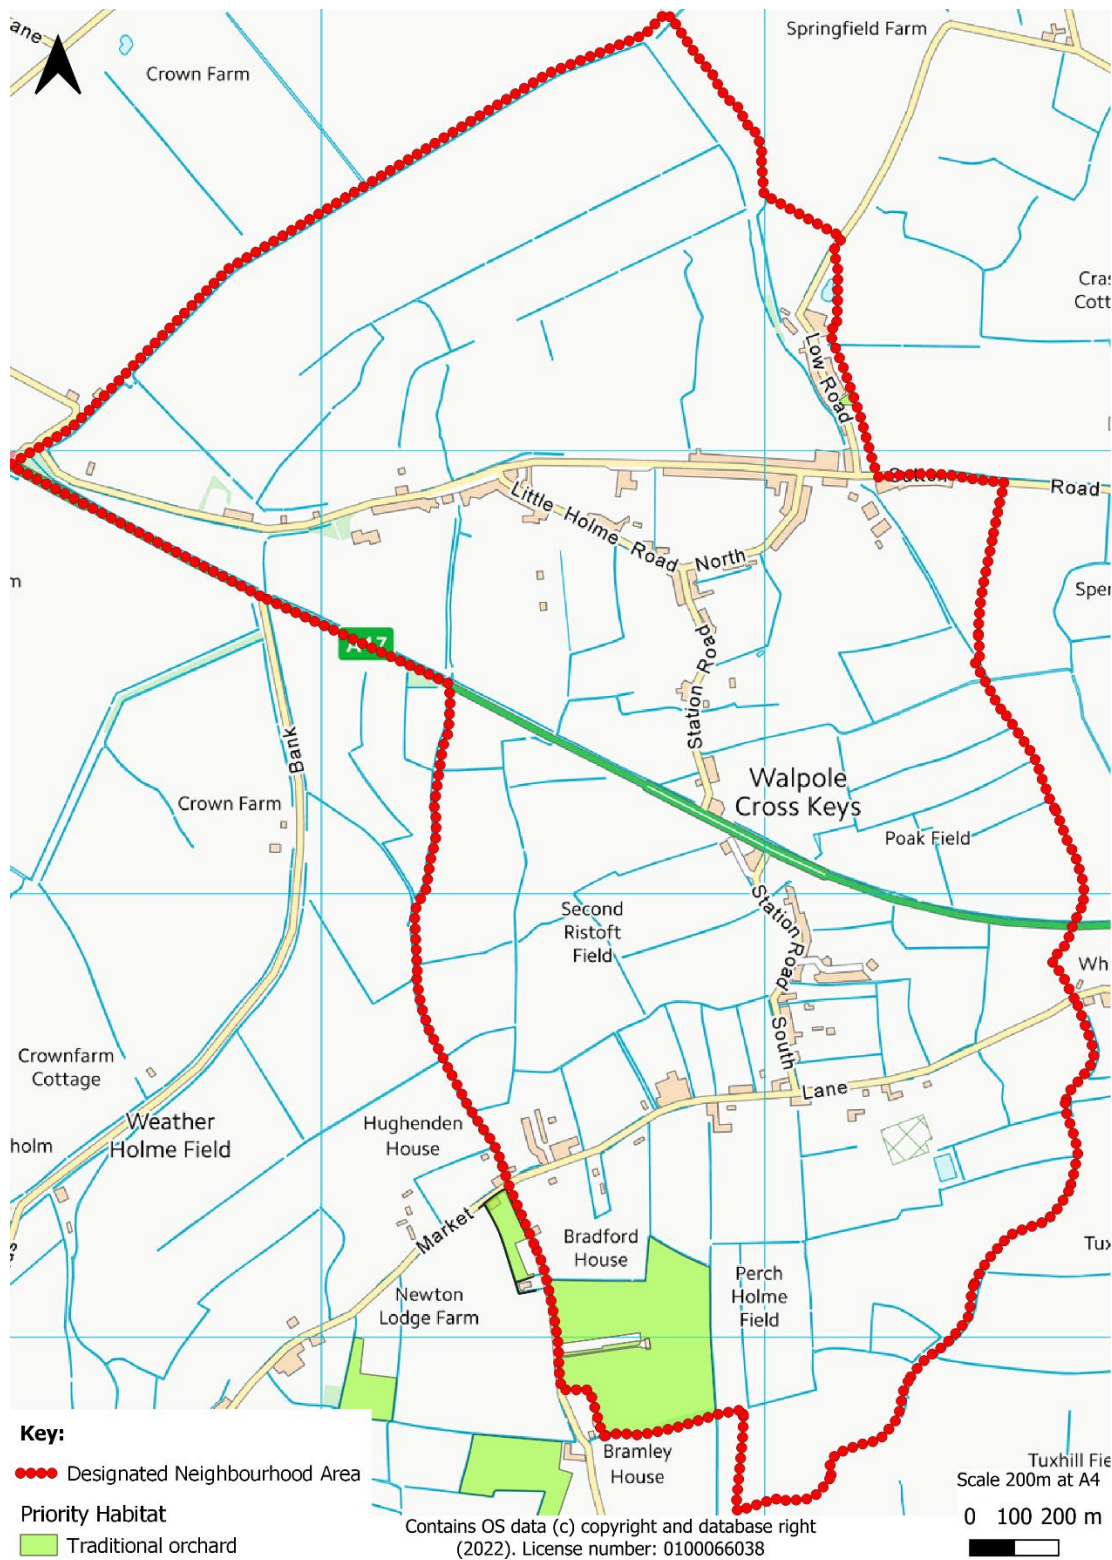 ane
Springfield Farm
Crown Farm
Cras
Cott
Low Road
Sutton
Road
Little Holme Road
North
m
Sper
A17
Station Road
Bank
Walpole
Cross Keys
Crown Farm
Poak Field
Second
Ristoft
Field
Station Road
South
Wh
Crownfarm
Cottage
Lane
Weather
Holme Field
holm
Hughenden
House
Market
Bradford
House
Tux
Perch
Holme
Field
Newton
Lodge Farm
Key:
Designated Neighbourhood Area
Priority Habitat
Traditional orchard
Bramley
House
Tuxhill Fie
Scale 200m at A4
0 100 200 m
Contains OS data (c) copyright and database right
(2022). License number: 0100066038